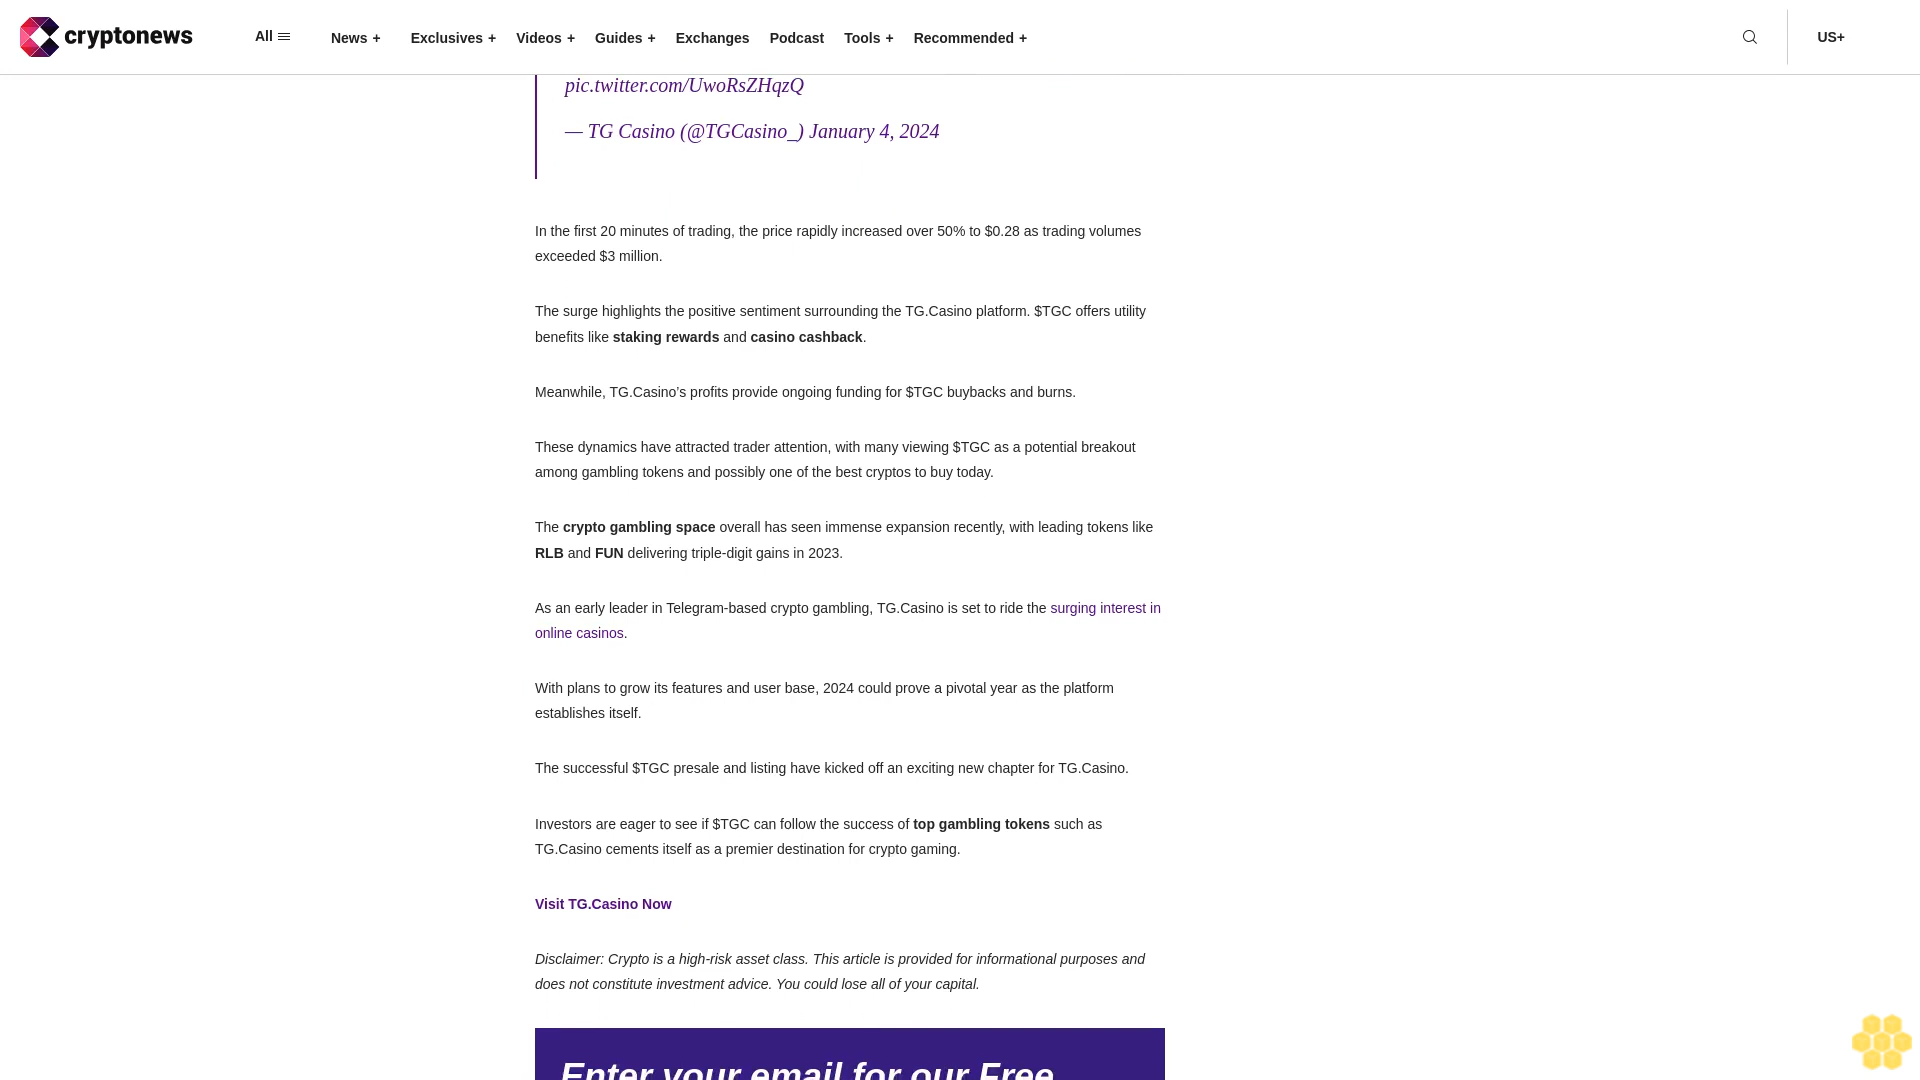 cryptonews
All
News +
Exclusives +
Videos +
Guides +
Exchanges
Podcast
Tools +
Recommended +
US+
pic.twitter.com/UwoRsZHqzQ
— TG Casino (@TGCasino_) January 4, 2024
In the first 20 minutes of trading, the price rapidly increased over 50% to $0.28 as trading volumes
exceeded $3 million.
The surge highlights the positive sentiment surrounding the TG.Casino platform. $TGC offers utility
benefits like staking rewards and casino cashback.
Meanwhile, TG.Casino’s profits provide ongoing funding for $TGC buybacks and burns.
These dynamics have attracted trader attention, with many viewing $TGC as a potential breakout
among gambling tokens and possibly one of the best cryptos to buy today.
The crypto gambling space overall has seen immense expansion recently, with leading tokens like
RLB and FUN delivering triple-digit gains in 2023.
As an early leader in Telegram-based crypto gambling, TG.Casino is set to ride the surging interest in
online casinos.
With plans to grow its features and user base, 2024 could prove a pivotal year as the platform
establishes itself.
The successful $TGC presale and listing have kicked off an exciting new chapter for TG.Casino.
Investors are eager to see if $TGC can follow the success of top gambling tokens such as
TG.Casino cements itself as a premier destination for crypto gaming.
Visit TG.Casino Now
Disclaimer: Crypto is a high-risk asset class. This article is provided for informational purposes and
does not constitute investment advice. You could lose all of your capital.
Enter your email for our Free